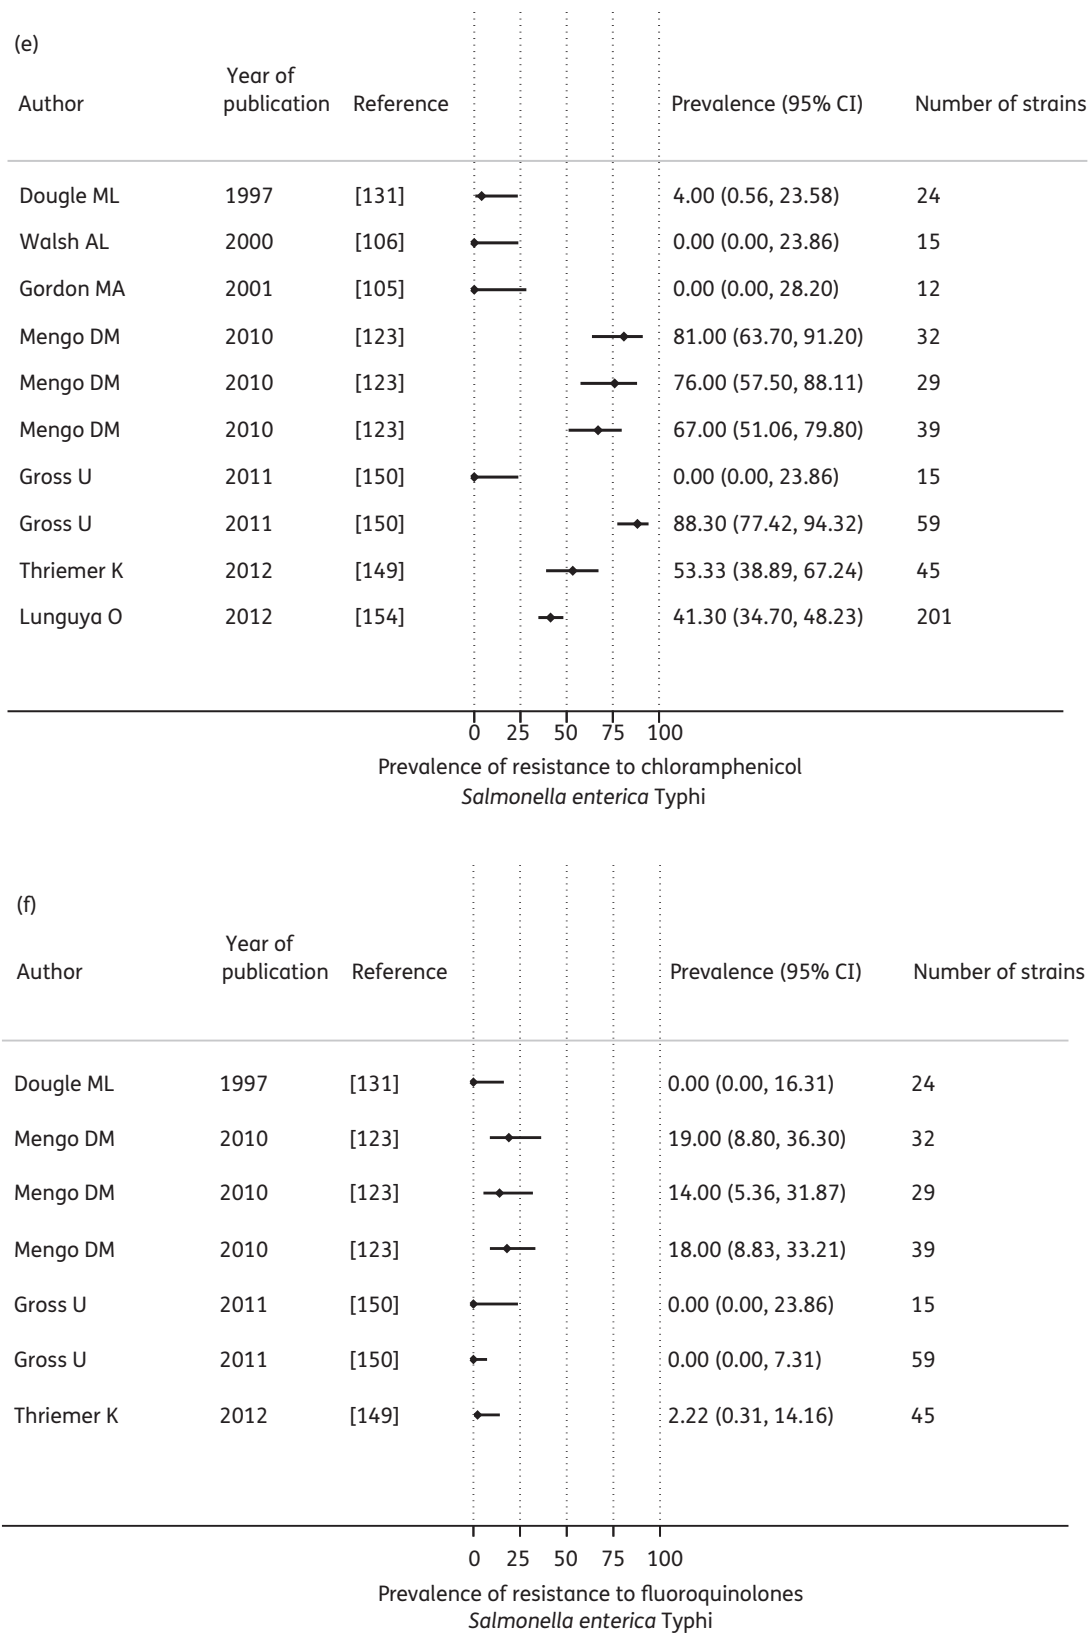 (e)
Year of
Author publication Reference Prevalence (95% CI) Number of strains
Dougle ML 1997 [131] 4.00 (0.56, 23.58) 24
Walsh AL 2000 [106] 0.00 (0.00, 23.86) 15
Gordon MA 2001 [105] 0.00 (0.00, 28.20) 12
Mengo DM 2010 [123] 81.00 (63.70, 91.20) 32
Mengo DM 2010 [123] 76.00 (57.50, 88.11) 29
Mengo DM 2010 [123] 67.00 (51.06, 79.80) 39
Gross U 2011 [150] 0.00 (0.00, 23.86) 15
Gross U 2011 [150] 88.30 (77.42, 94.32) 59
Thriemer K 2012 [149] 53.33 (38.89, 67.24) 45
Lunguya O 2012 [154] 41.30 (34.70, 48.23) 201
0 25 50 75 100
Prevalence of resistance to chloramphenicol
Salmonella enterica Typhi
(f)
Year of
Author publication Reference Prevalence (95% CI) Number of strains
Dougle ML 1997 [131] 0.00 (0.00, 16.31) 24
Mengo DM 2010 [123] 19.00 (8.80, 36.30) 32
Mengo DM 2010 [123] 14.00 (5.36, 31.87) 29
Mengo DM 2010 [123] 18.00 (8.83, 33.21) 39
Gross U 2011 [150] 0.00 (0.00, 23.86) 15
Gross U 2011 [150] 0.00 (0.00, 7.31) 59
Thriemer K 2012 [149] 2.22 (0.31, 14.16) 45
0 25 50 75 100
Prevalence of resistance to fluoroquinolones
Salmonella enterica Typhi